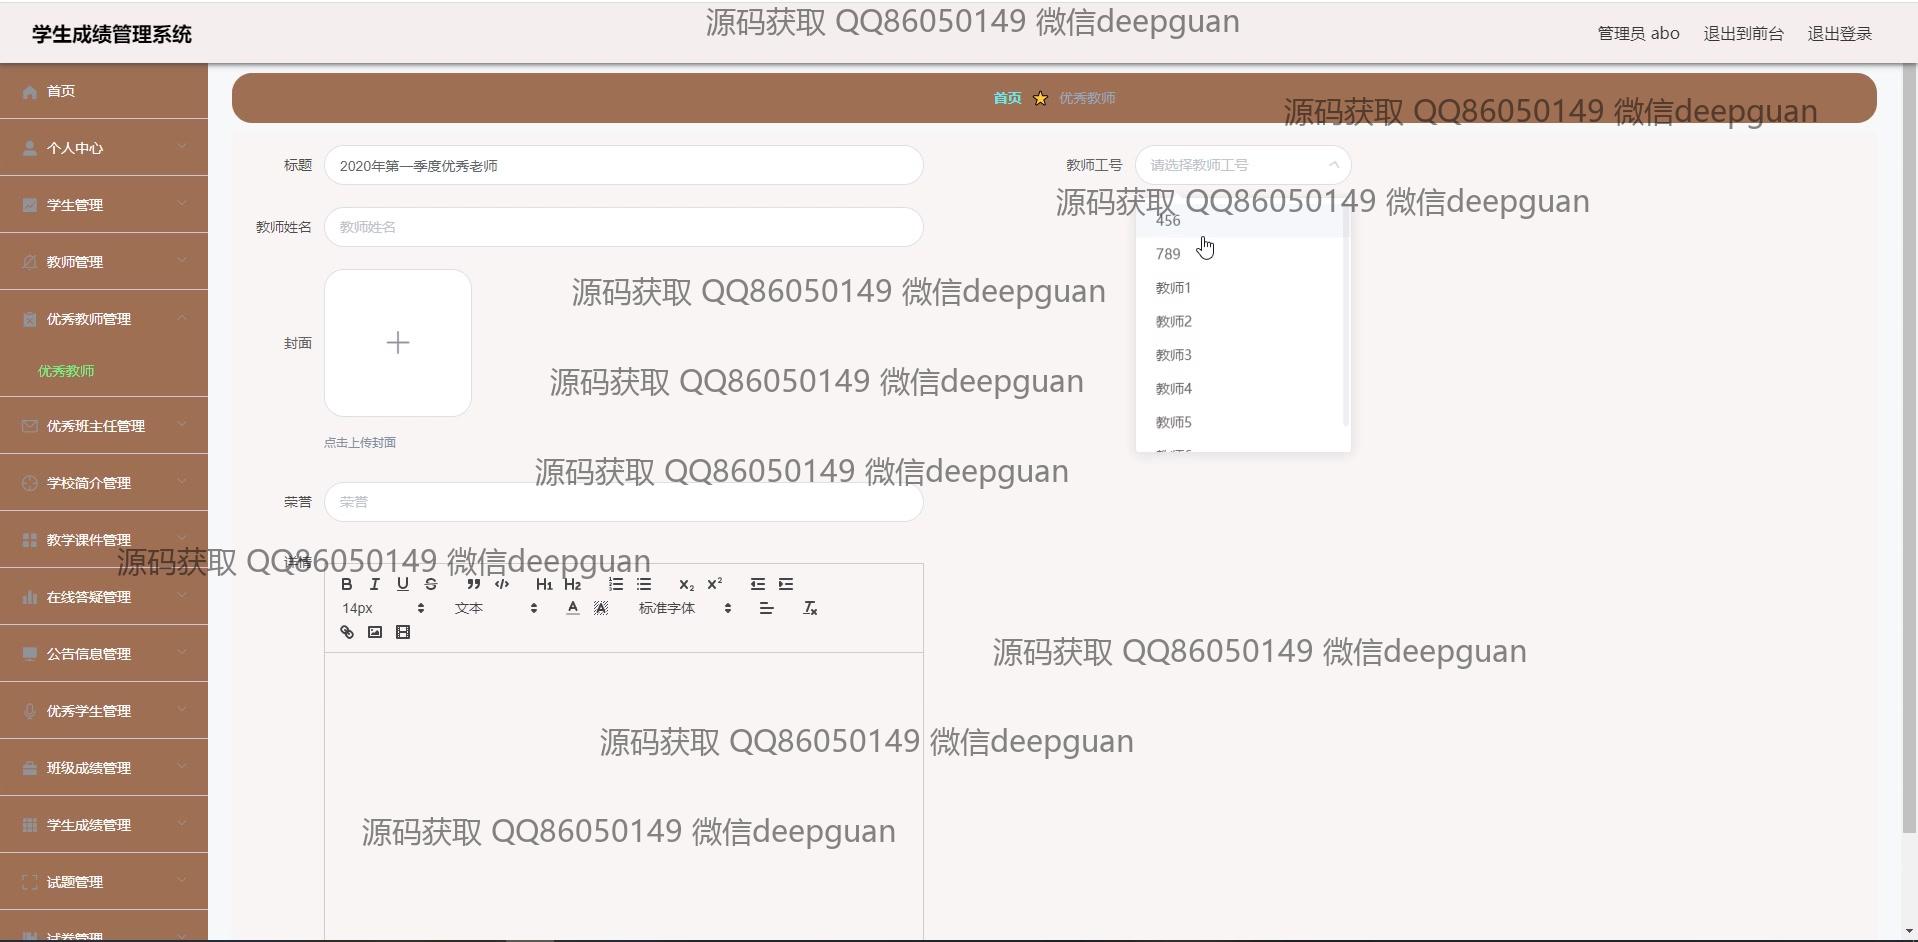 学生成绩管理系统
源码获取 QQ86050149 微信deepguan
管理员 abo
退出到前台
退出登录
首页
个人中心
学生管理
教师管理
优秀教师管理
优秀教师
优秀班主任管理
学校简介管理
教学课件管理
在线答疑管理
公告信息管理
优秀学生管理
班级成绩管理
学生成绩管理
试题管理
试卷管理
首页 优秀教师
源码获取 QQ86050149 微信deepguan
标题
2020年第一季度优秀老师
教师工号
请选择教师工号
源码获取 QQ86050149 微信deepguan
456
789
教师1
教师2
教师3
教师4
教师5
教师姓名
教师姓名
源码获取 QQ86050149 微信deepguan
封面
源码获取 QQ86050149 微信deepguan
点击上传封面
源码获取 QQ86050149 微信deepguan
荣誉
荣誉
源码获取 QQ86050149 微信deepguan
详情
B I U S H1 H2 X2 X2
14px 文本 A A 标准字体 Tx
源码获取 QQ86050149 微信deepguan
源码获取 QQ86050149 微信deepguan
源码获取 QQ86050149 微信deepguan